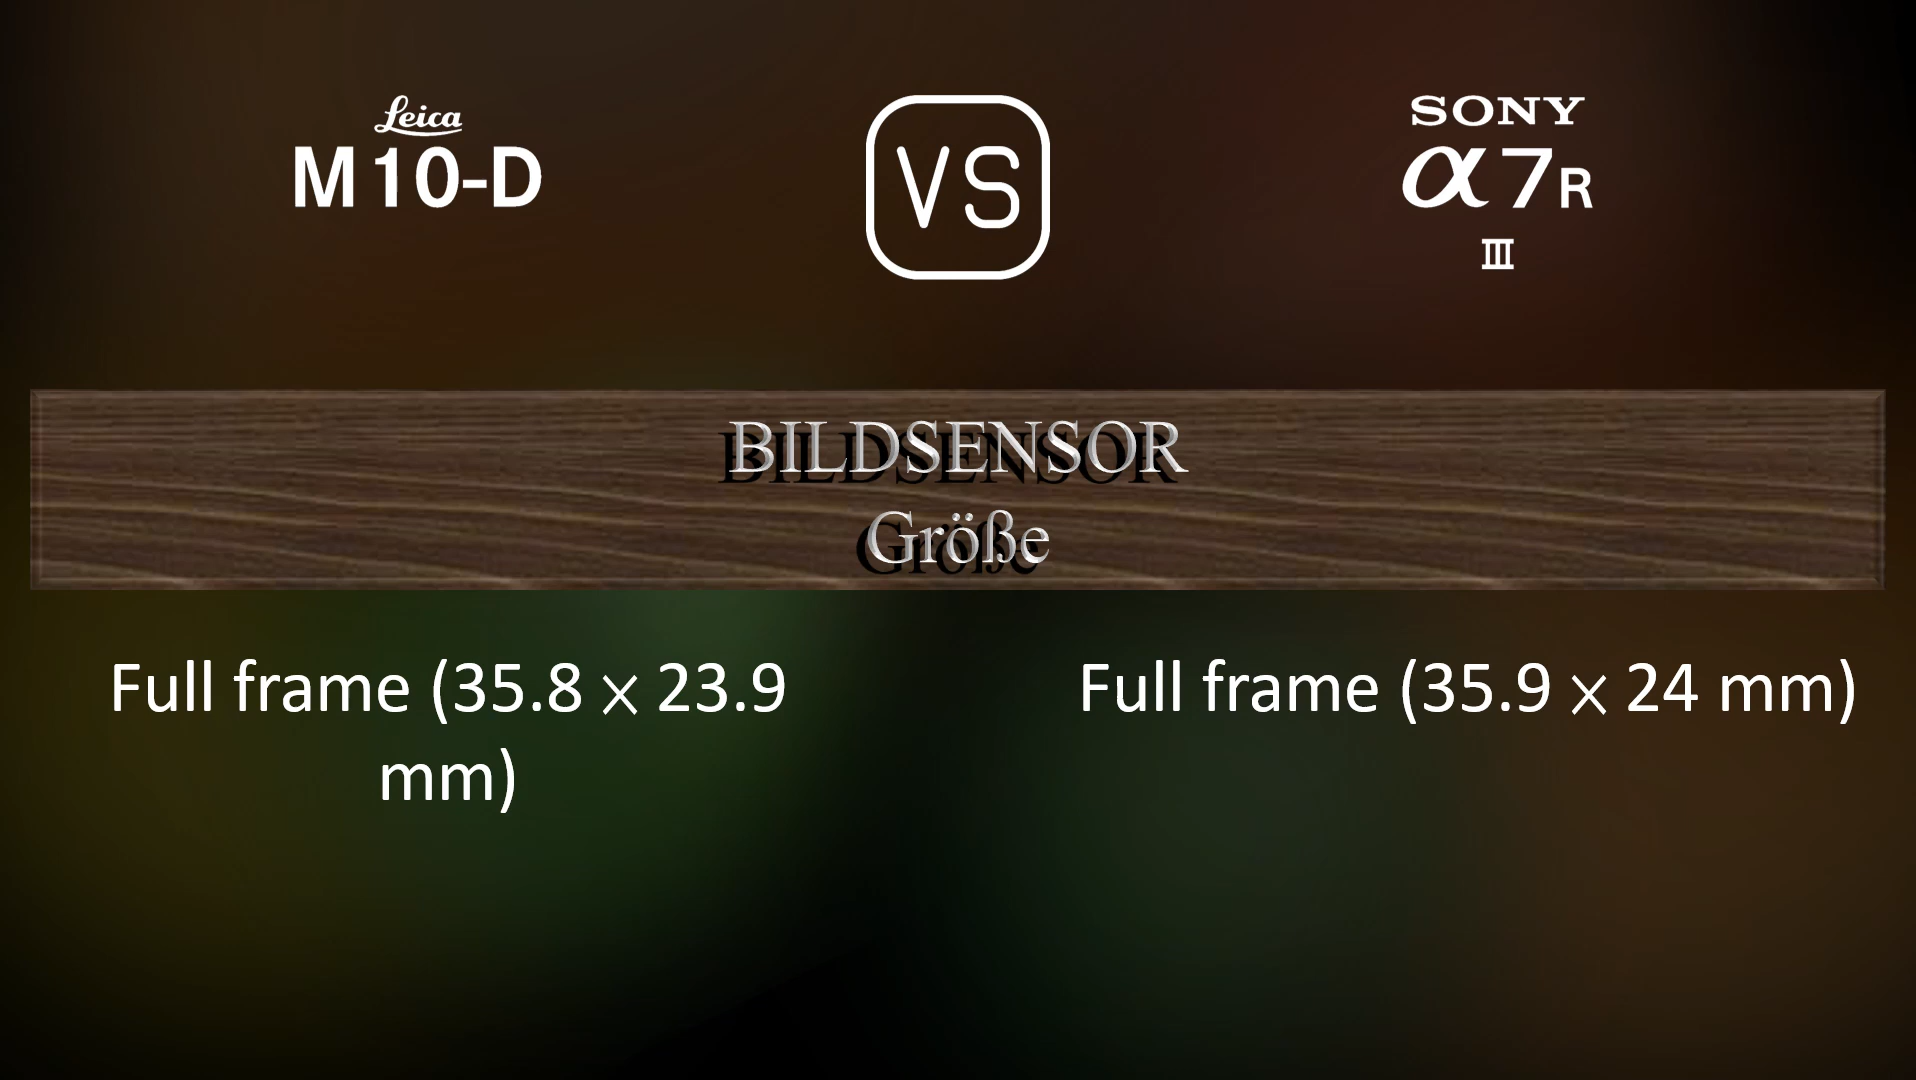 Leica
M10-D
VS
SONY
α7R
III
BILDSENSOR
Größe
Full frame (35.8 x 23.9
mm)
Full frame (35.9 x 24 mm)